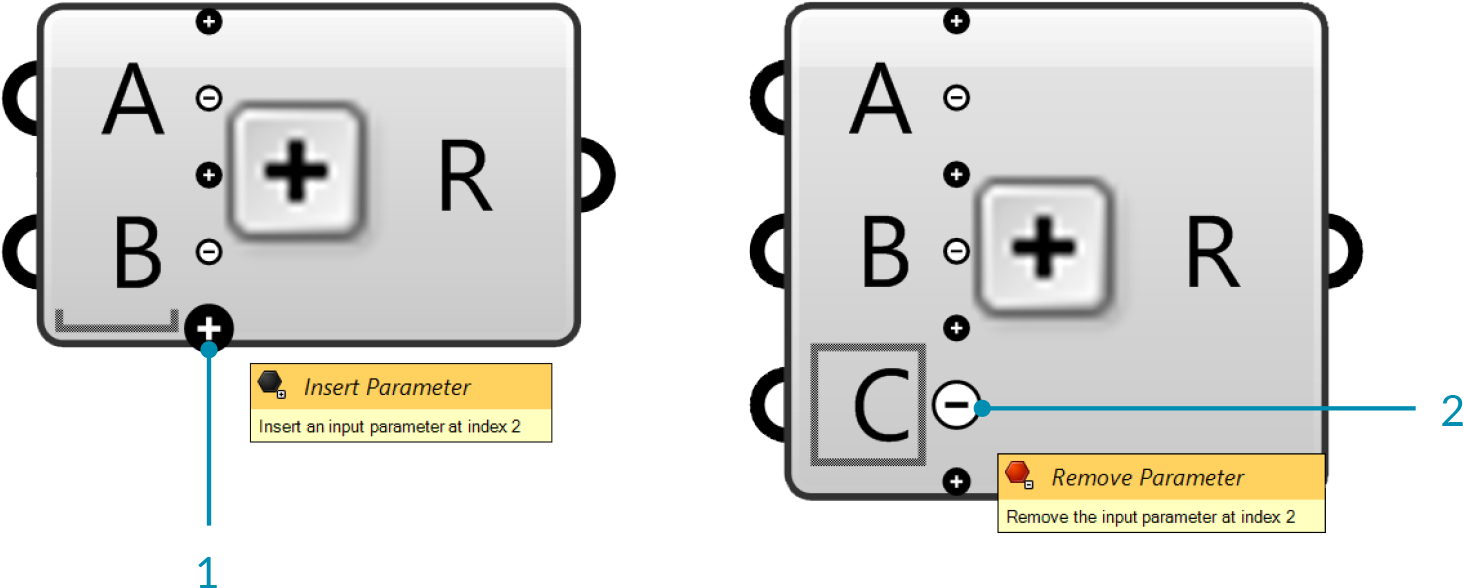 A
B
R
Insert Parameter
Insert an input parameter at index 2
1
A
B
C
R
Remove Parameter
Remove the input parameter at index 2
2